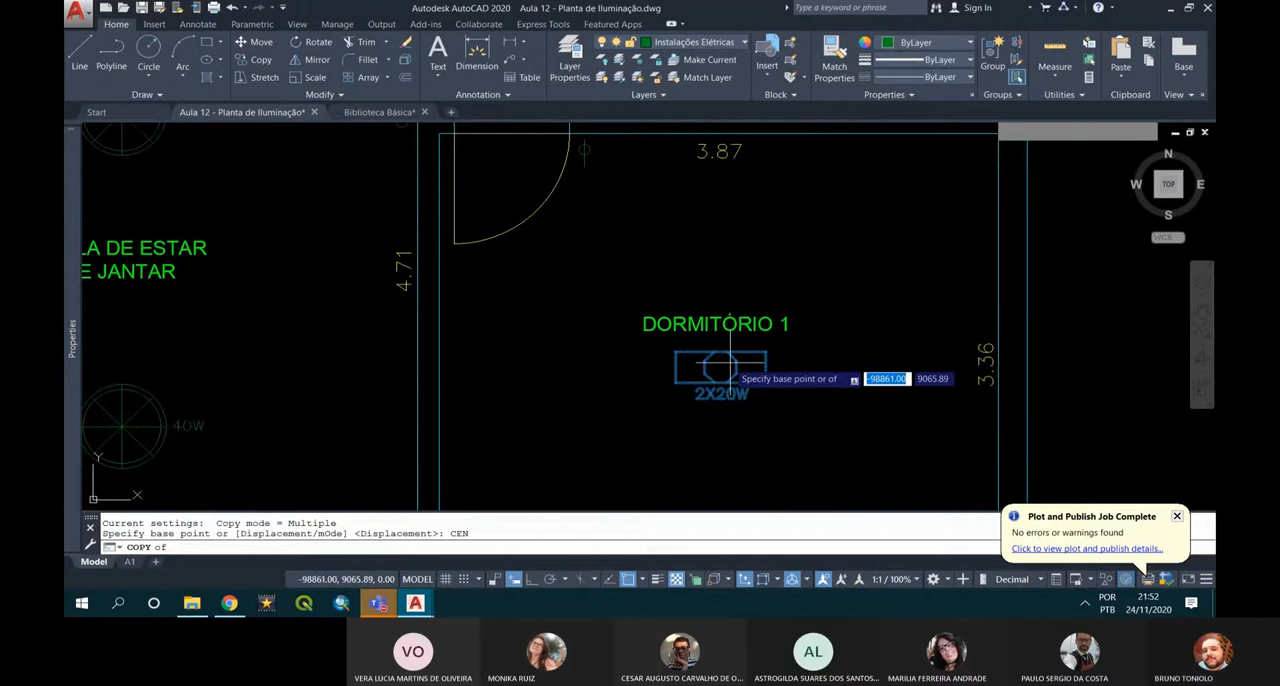 Autodesk AutoCAD 2020 Aula 12 - Planta de Iluminação.dwg
Type a keyword or phrase
Sign In
Home Insert Annotate Parametric View Manage Output Add-ins Collaborate Express Tools Featured Apps
Line Polyline Circle Arc
Move Rotate Trim
Copy Mirror Fillet
Stretch Scale Array
Text Dimension Table
Layer Properties
Instalações Elétricas
Make Current
Match Layer
Insert
Match Properties
ByLayer
ByLayer
ByLayer
Group Measure Paste Base
Draw Modify Annotation Layers Block Properties Groups Utilities Clipboard View
Start Aula 12 - Planta de Iluminação* Biblioteca Básica*
3.87
N
W TOP E
S
WCS
LA DE ESTAR
E JANTAR
4.71
DORMITÓRIO 1
3.36
Properties
Specify base point or of -98861.00 9065.89
2X20W
40W
Y
X
Current settings: Copy mode = Multiple
Specify base point or [Displacement/mOde] <Displacement>: CEN
COPY of
Plot and Publish Job Complete
No errors or warnings found
Click to view plot and publish details...
Model A1
-98861.00, 9065.89, 0.00 MODEL
1:1 / 100%
Decimal
POR
PTB
21:52
24/11/2020
VO
AL
VERA LUCIA MARTINS DE OLIVEIRA
MONIKA RUIZ
CESAR AUGUSTO CARVALHO DE O...
ASTROGILDA SUARES DOS SANTOS...
MARILIA FERREIRA ANDRADE
PAULO SERGIO DA COSTA
BRUNO TONIOLO